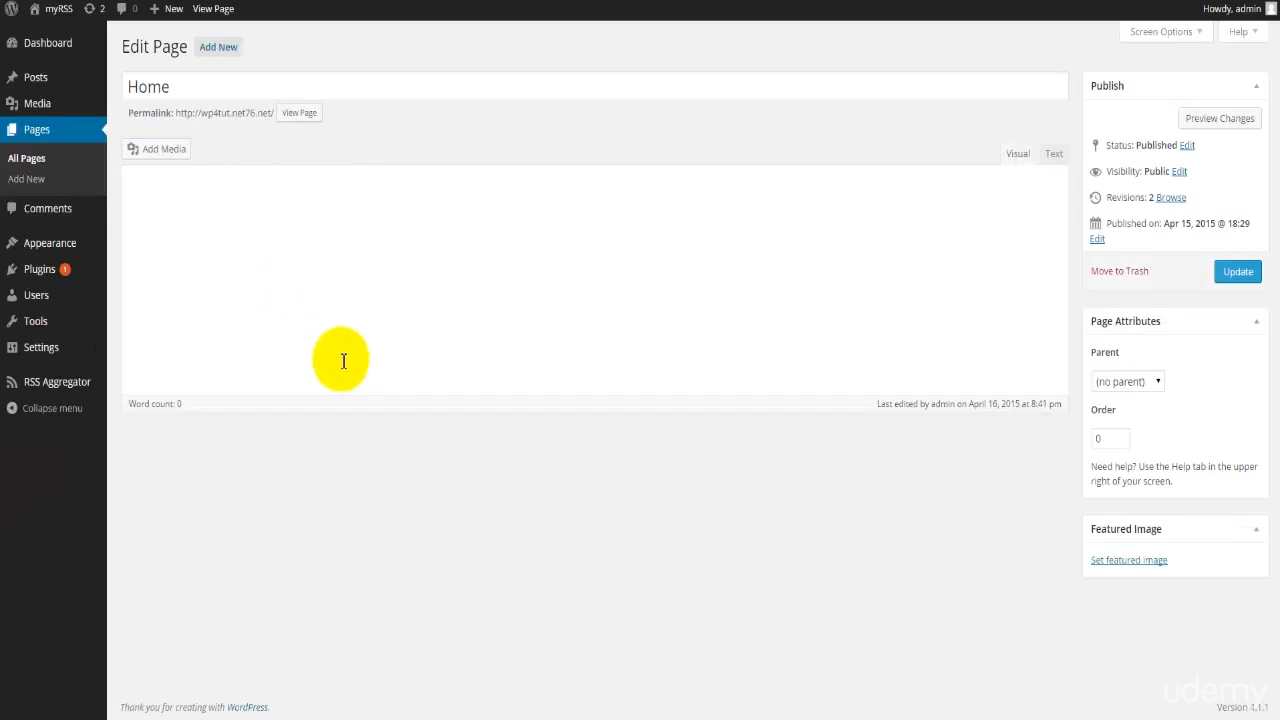 myRSS 2 0 New View Page Howdy, admin
Screen Options Help
Dashboard
Posts
Media
Pages
All Pages
Add New
Comments
Appearance
Plugins 1
Users
Tools
Settings
RSS Aggregator
Collapse menu
Edit Page Add New
Home
Permalink: http://wp4tut.net76.net/ View Page
Add Media
Visual Text
Word count: 0 Last edited by admin on April 16, 2015 at 8:41 pm
Publish
Preview Changes
Status: Published Edit
Visibility: Public Edit
Revisions: 2 Browse
Published on: Apr 15, 2015 @ 18:29
Edit
Move to Trash Update
Page Attributes
Parent
(no parent)
Order
0
Need help? Use the Help tab in the upper
right of your screen.
Featured Image
Set featured image
udemy
Thank you for creating with WordPress. Version 4.1.1